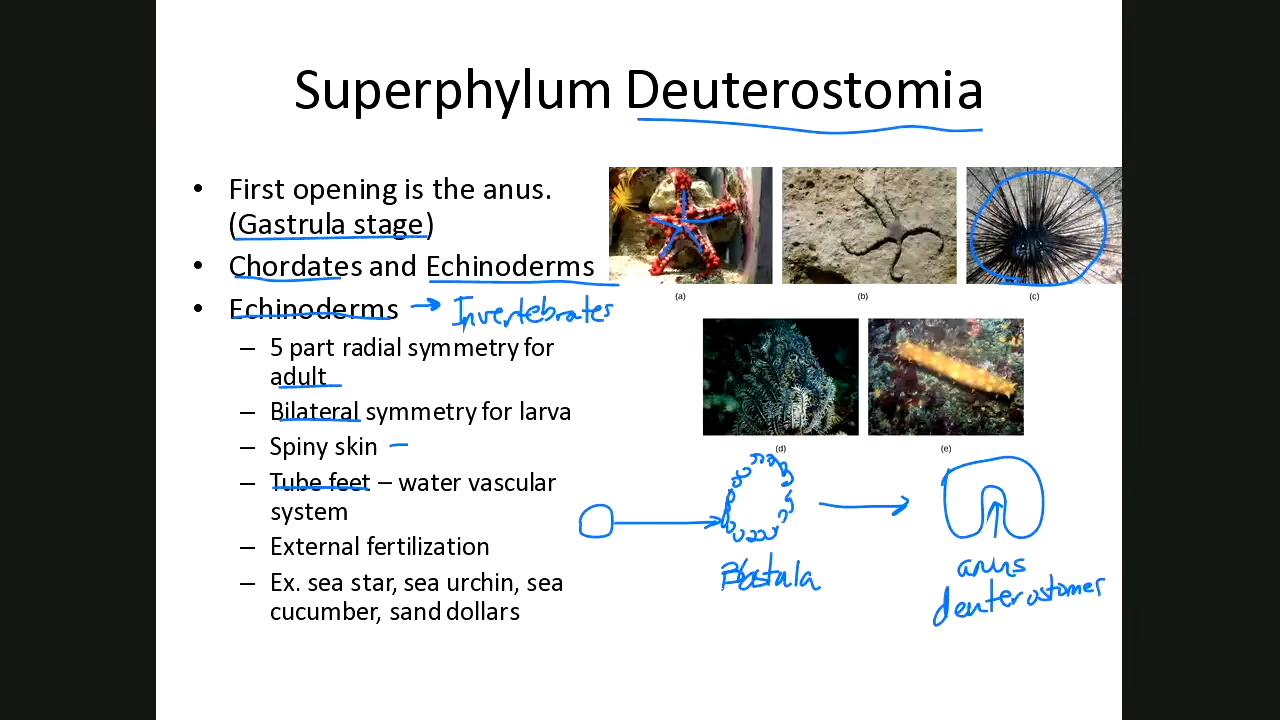 Superphylum Deuterostomia
• First opening is the anus.
(Gastrula stage)
• Chordates and Echinoderms
• Echinoderms → Invertebrates
– 5 part radial symmetry for
adult
– Bilateral symmetry for larva
– Spiny skin –
– Tube feet – water vascular
system
– External fertilization
– Ex. sea star, sea urchin, sea
cucumber, sand dollars
(a)
(b)
(c)
(d)
(e)
Blastula
anus
deuterostomes